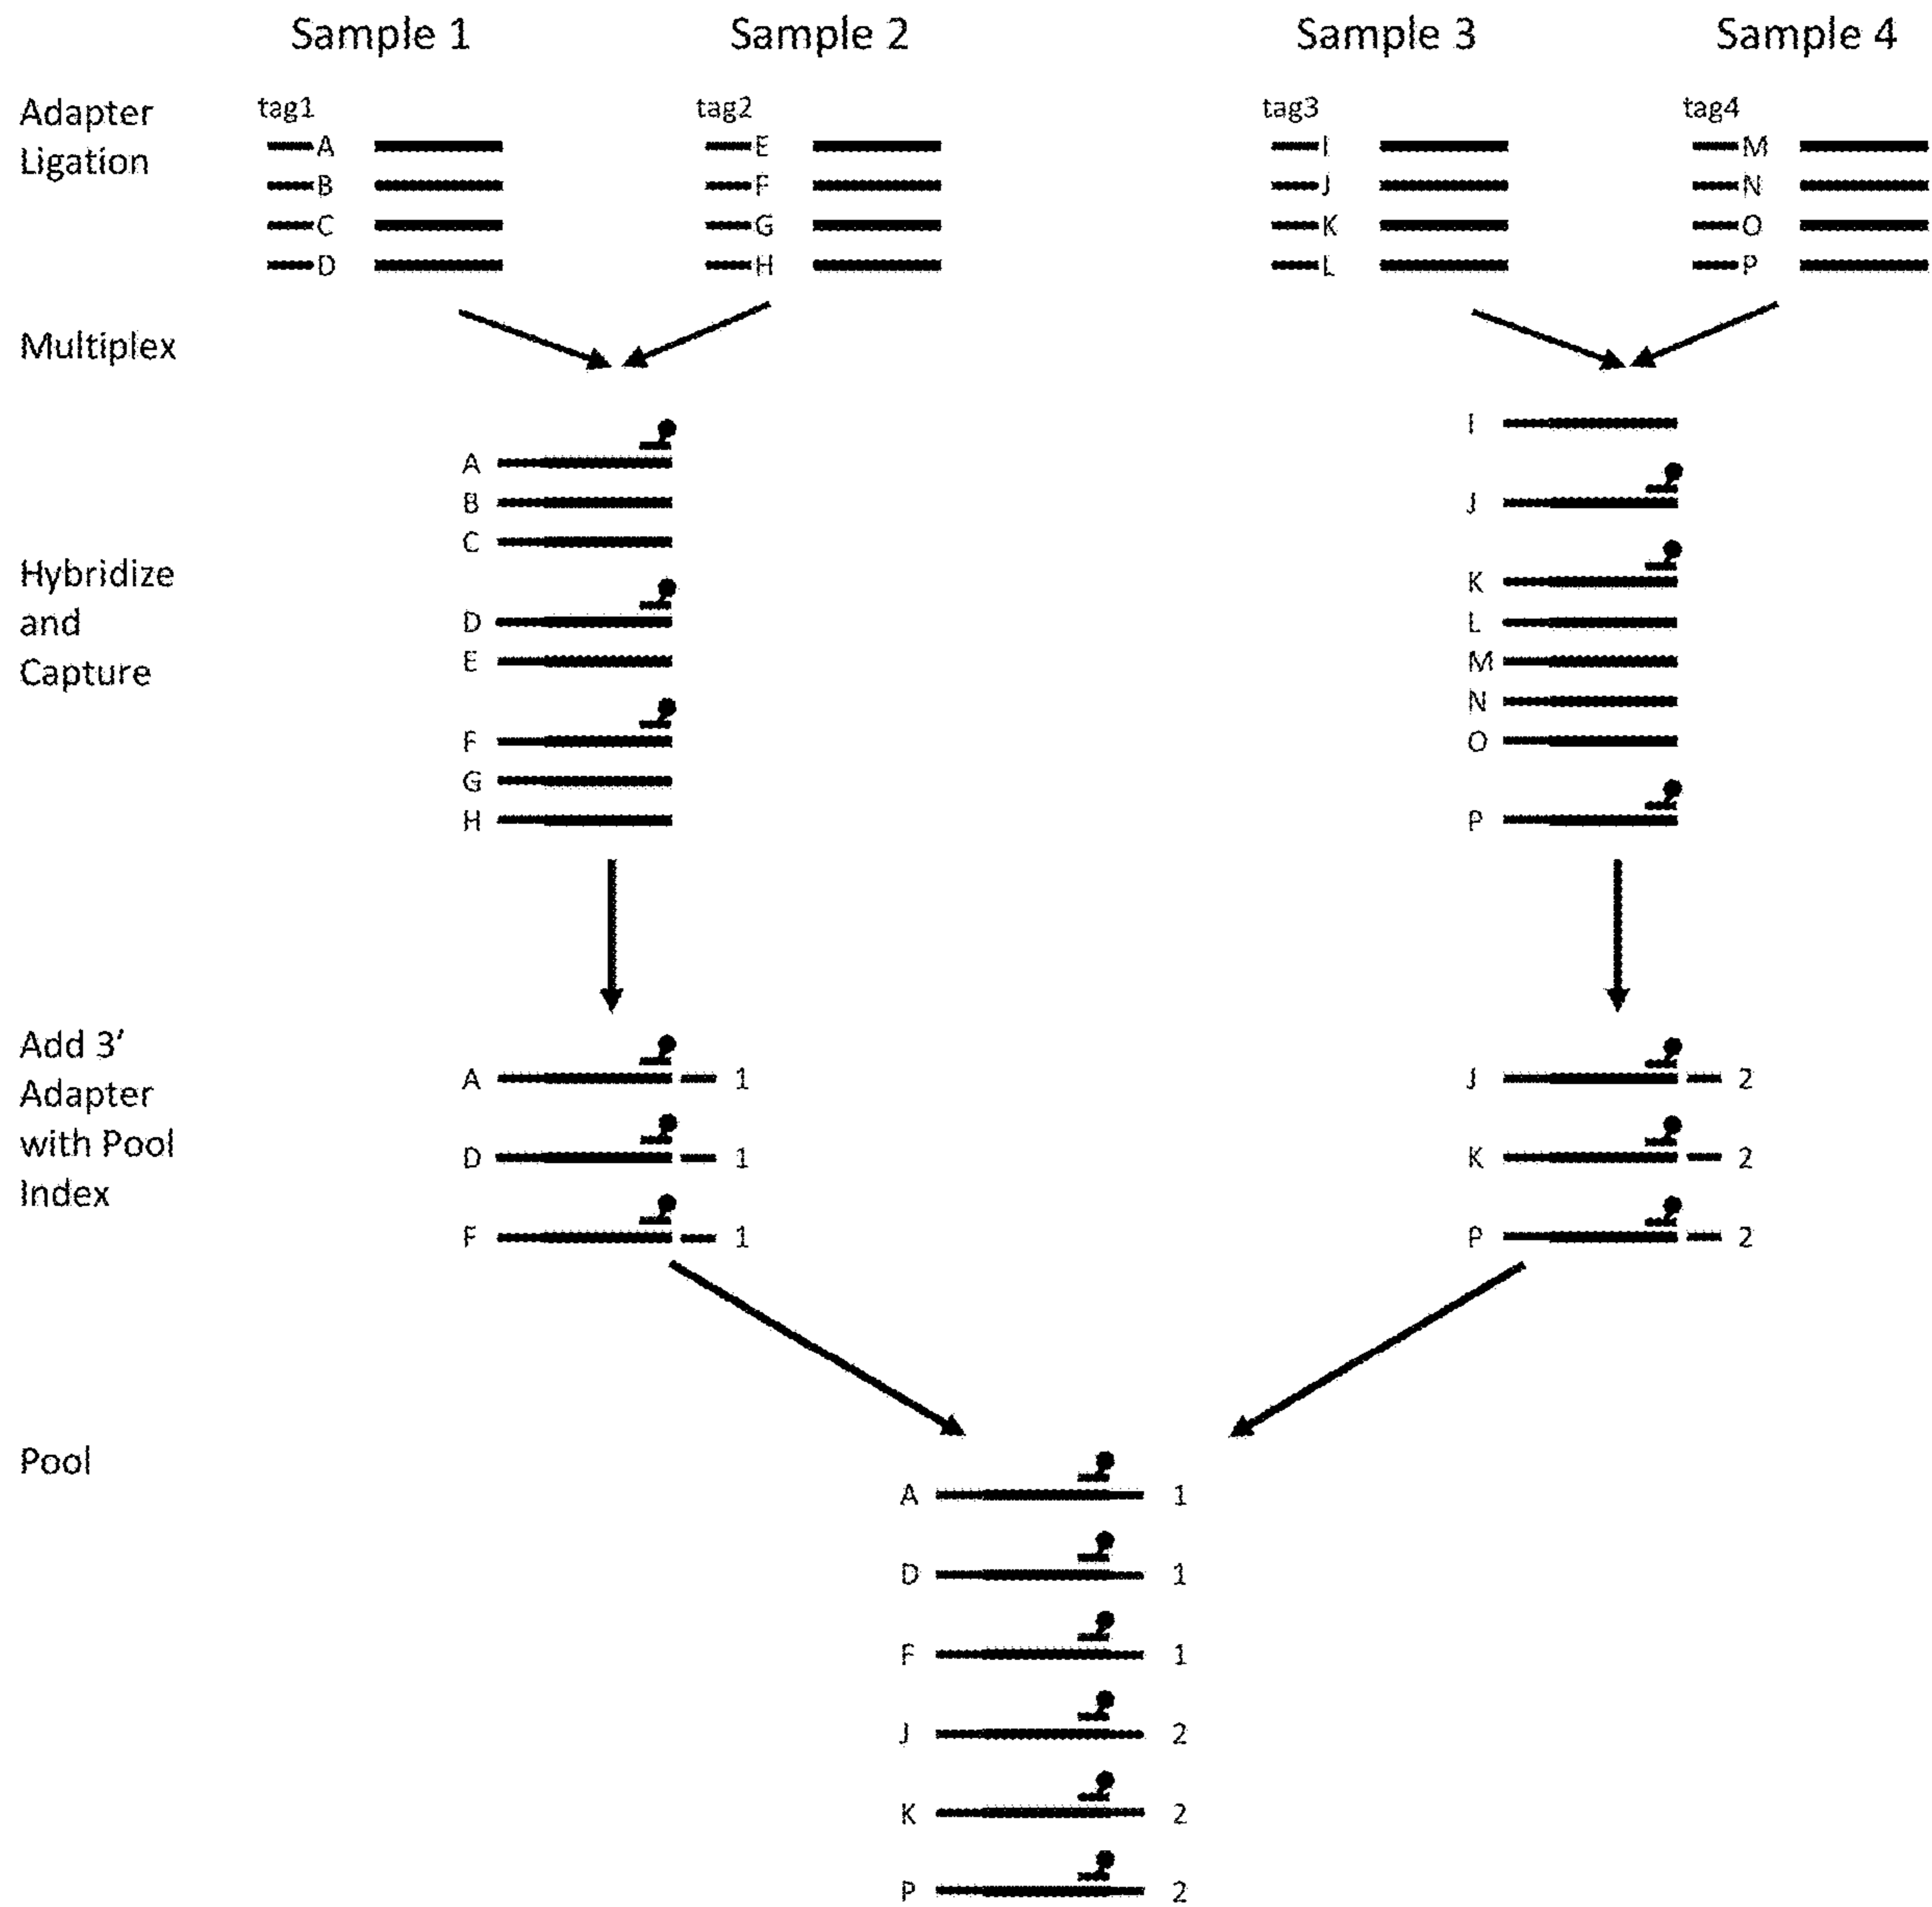 Sample 1 Sample 2 Sample 3 Sample 4
Adapter
Ligation
tag1 tag2 tag3 tag4
A E I M
B F J N
C G K O
D H L P
Multiplex
Hybridize
and
Capture
A
B
C
D
E
F
G
H
I
J
K
L
M
N
O
P
Add 3'
Adapter
with Pool
Index
A 1
D 1
F 1
J 2
K 2
P 2
Pool
A 1
D 1
F 1
J 2
K 2
P 2